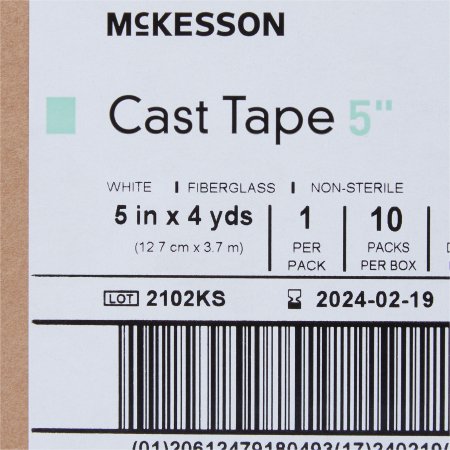 McKESSON
Cast Tape 5"
WHITE | FIBERGLASS | NON-STERILE
5 in x 4 yds | 1 | 10
(12.7 cm x 3.7 m) PER PACKS
PACK PER BOX
LOT 2102KS 2024-02-19